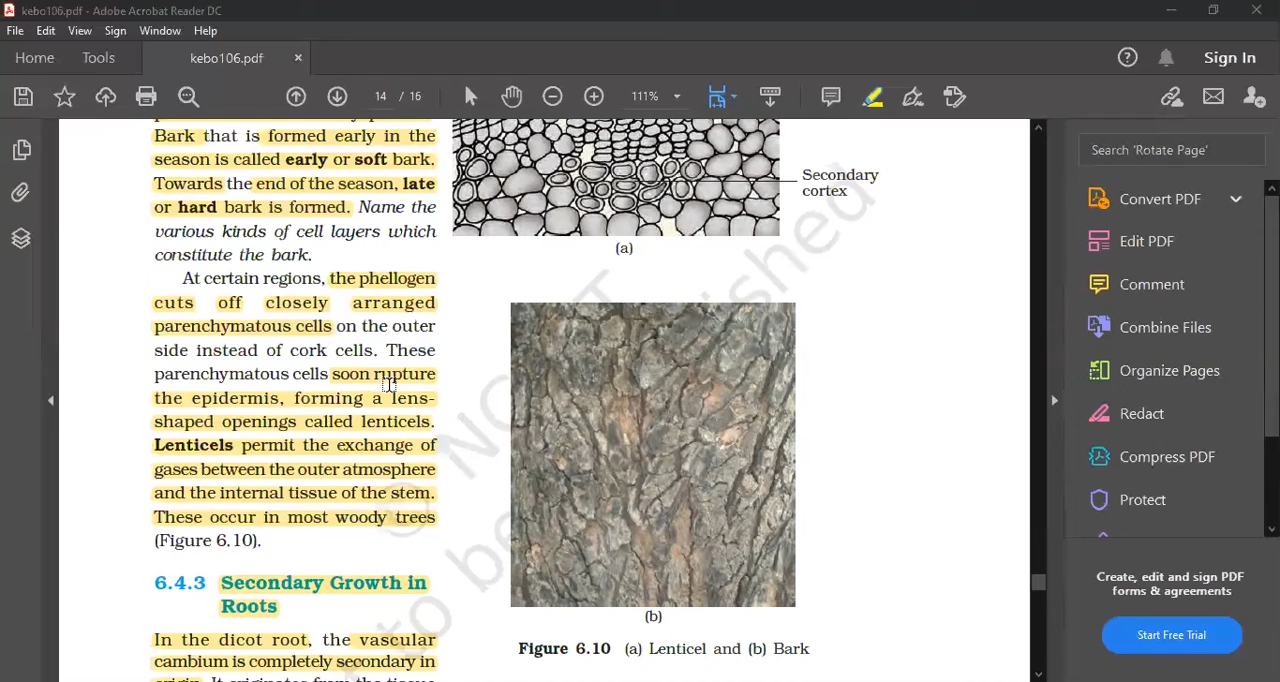 kebo106.pdf - Adobe Acrobat Reader DC
File Edit View Sign Window Help
Home Tools kebo106.pdf × Sign In
14 / 16 111%
Bark that is formed early in the
season is called early or soft bark.
Towards the end of the season, late
or hard bark is formed. Name the
various kinds of cell layers which
constitute the bark.
At certain regions, the phellogen
cuts off closely arranged
parenchymatous cells on the outer
side instead of cork cells. These
parenchymatous cells soon rupture
the epidermis, forming a lens-
shaped openings called lenticels.
Lenticels permit the exchange of
gases between the outer atmosphere
and the internal tissue of the stem.
These occur in most woody trees
(Figure 6.10).
6.4.3 Secondary Growth in
Roots
In the dicot root, the vascular
cambium is completely secondary in
origin. It originates from the tissue
Secondary
cortex
(a)
(b)
Figure 6.10 (a) Lenticel and (b) Bark
Search 'Rotate Page'
Convert PDF
Edit PDF
Comment
Combine Files
Organize Pages
Redact
Compress PDF
Protect
Create, edit and sign PDF
forms & agreements
Start Free Trial